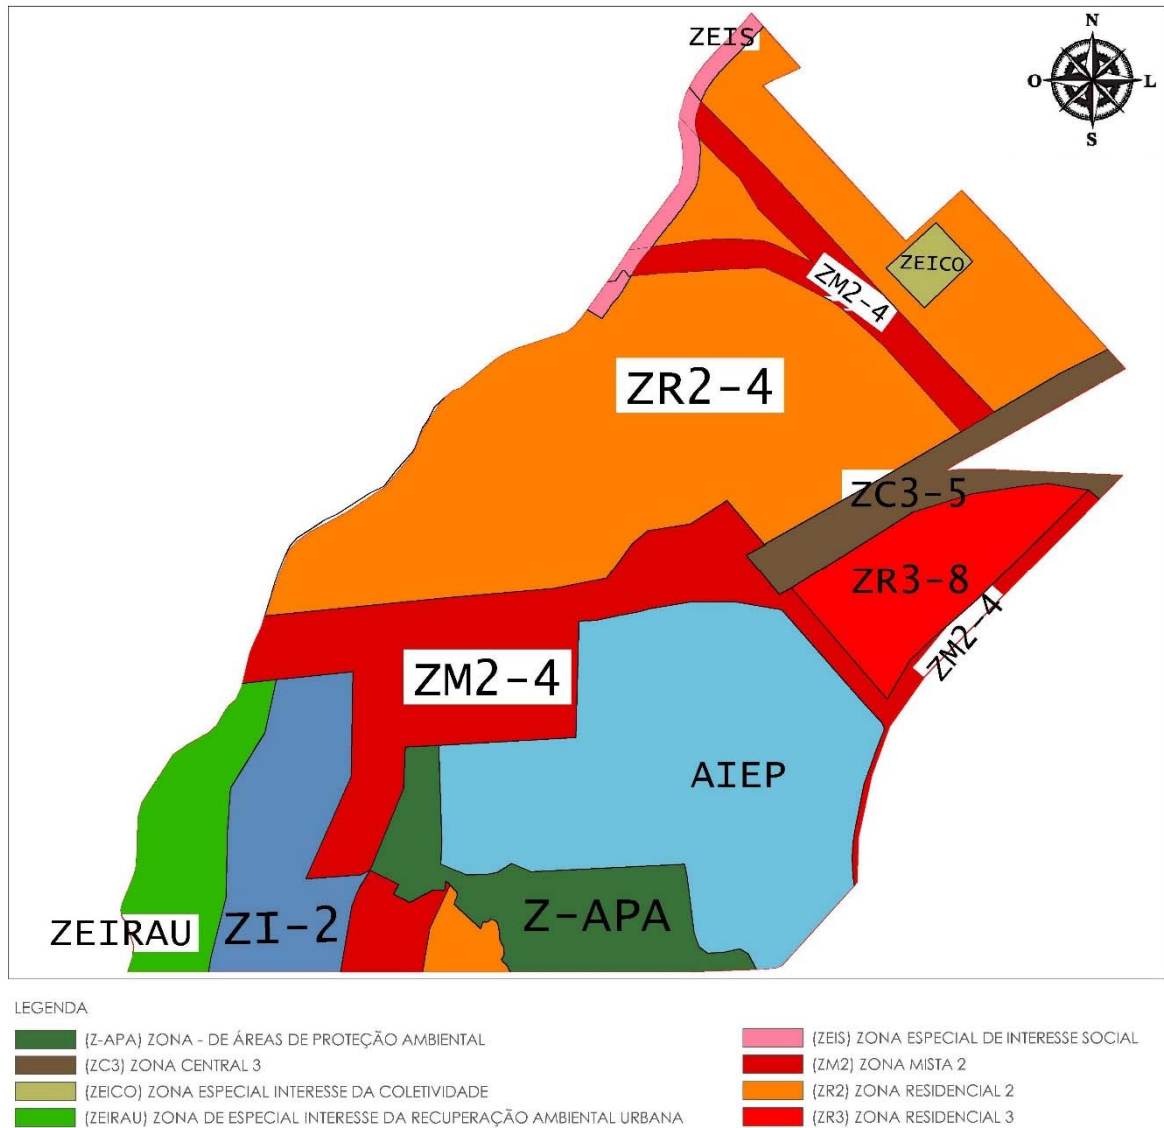 N
ZEIS
O
L
S
ZEICO
ZM2-4
ZR2-4
ZC3-5
ZR3-8
ZM2-4
ZM2-4
AIEP
Z-APA
ZEIRAU
ZI-2
LEGENDA
(Z-APA) ZONA - DE ÁREAS DE PROTEÇÃO AMBIENTAL
(ZC3) ZONA CENTRAL 3
(ZEICO) ZONA ESPECIAL INTERESSE DA COLETIVIDADE
(ZEIRAU) ZONA DE ESPECIAL INTERESSE DA RECUPERAÇÃO AMBIENTAL URBANA
(ZEIS) ZONA ESPECIAL DE INTERESSE SOCIAL
(ZM2) ZONA MISTA 2
(ZR2) ZONA RESIDENCIAL 2
(ZR3) ZONA RESIDENCIAL 3